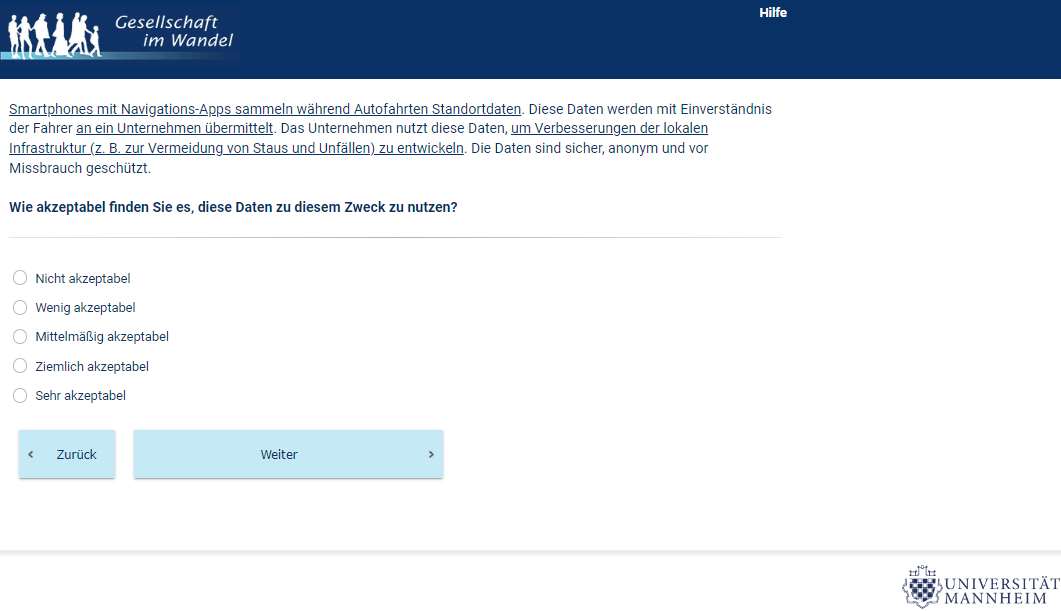 Gesellschaft
im Wandel
Hilfe
Smartphones mit Navigations-Apps sammeln während Autofahrten Standortdaten. Diese Daten werden mit Einverständnis
der Fahrer an ein Unternehmen übermittelt. Das Unternehmen nutzt diese Daten, um Verbesserungen der lokalen
Infrastruktur (z. B. zur Vermeidung von Staus und Unfällen) zu entwickeln. Die Daten sind sicher, anonym und vor
Missbrauch geschützt.
Wie akzeptabel finden Sie es, diese Daten zu diesem Zweck zu nutzen?
Nicht akzeptabel
Wenig akzeptabel
Mittelmäßig akzeptabel
Ziemlich akzeptabel
Sehr akzeptabel
‹ Zurück
Weiter ›
UNIVERSITÄT
MANNHEIM